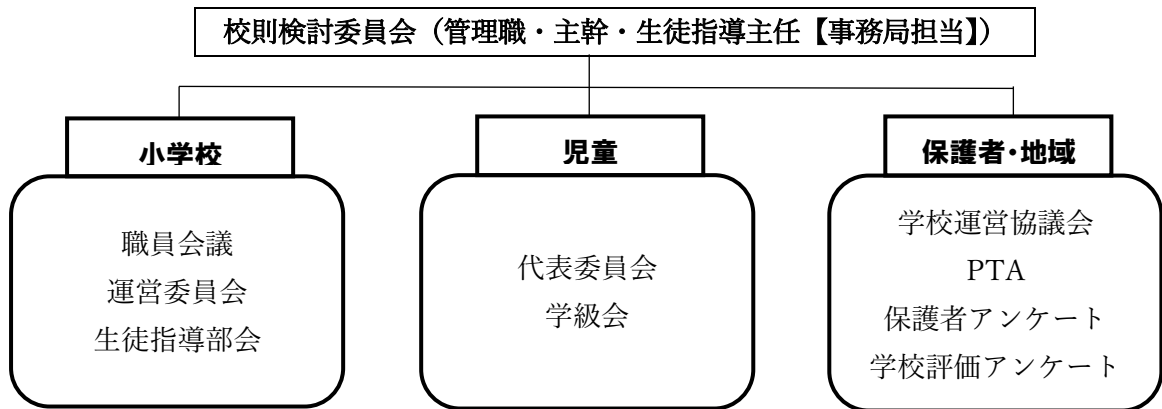 校則検討委員会（管理職・主幹・生徒指導主任【事務局担当】）
小学校
職員会議
運営委員会
生徒指導部会
児童
代表委員会
学級会
保護者・地域
学校運営協議会
PTA
保護者アンケート
学校評価アンケート